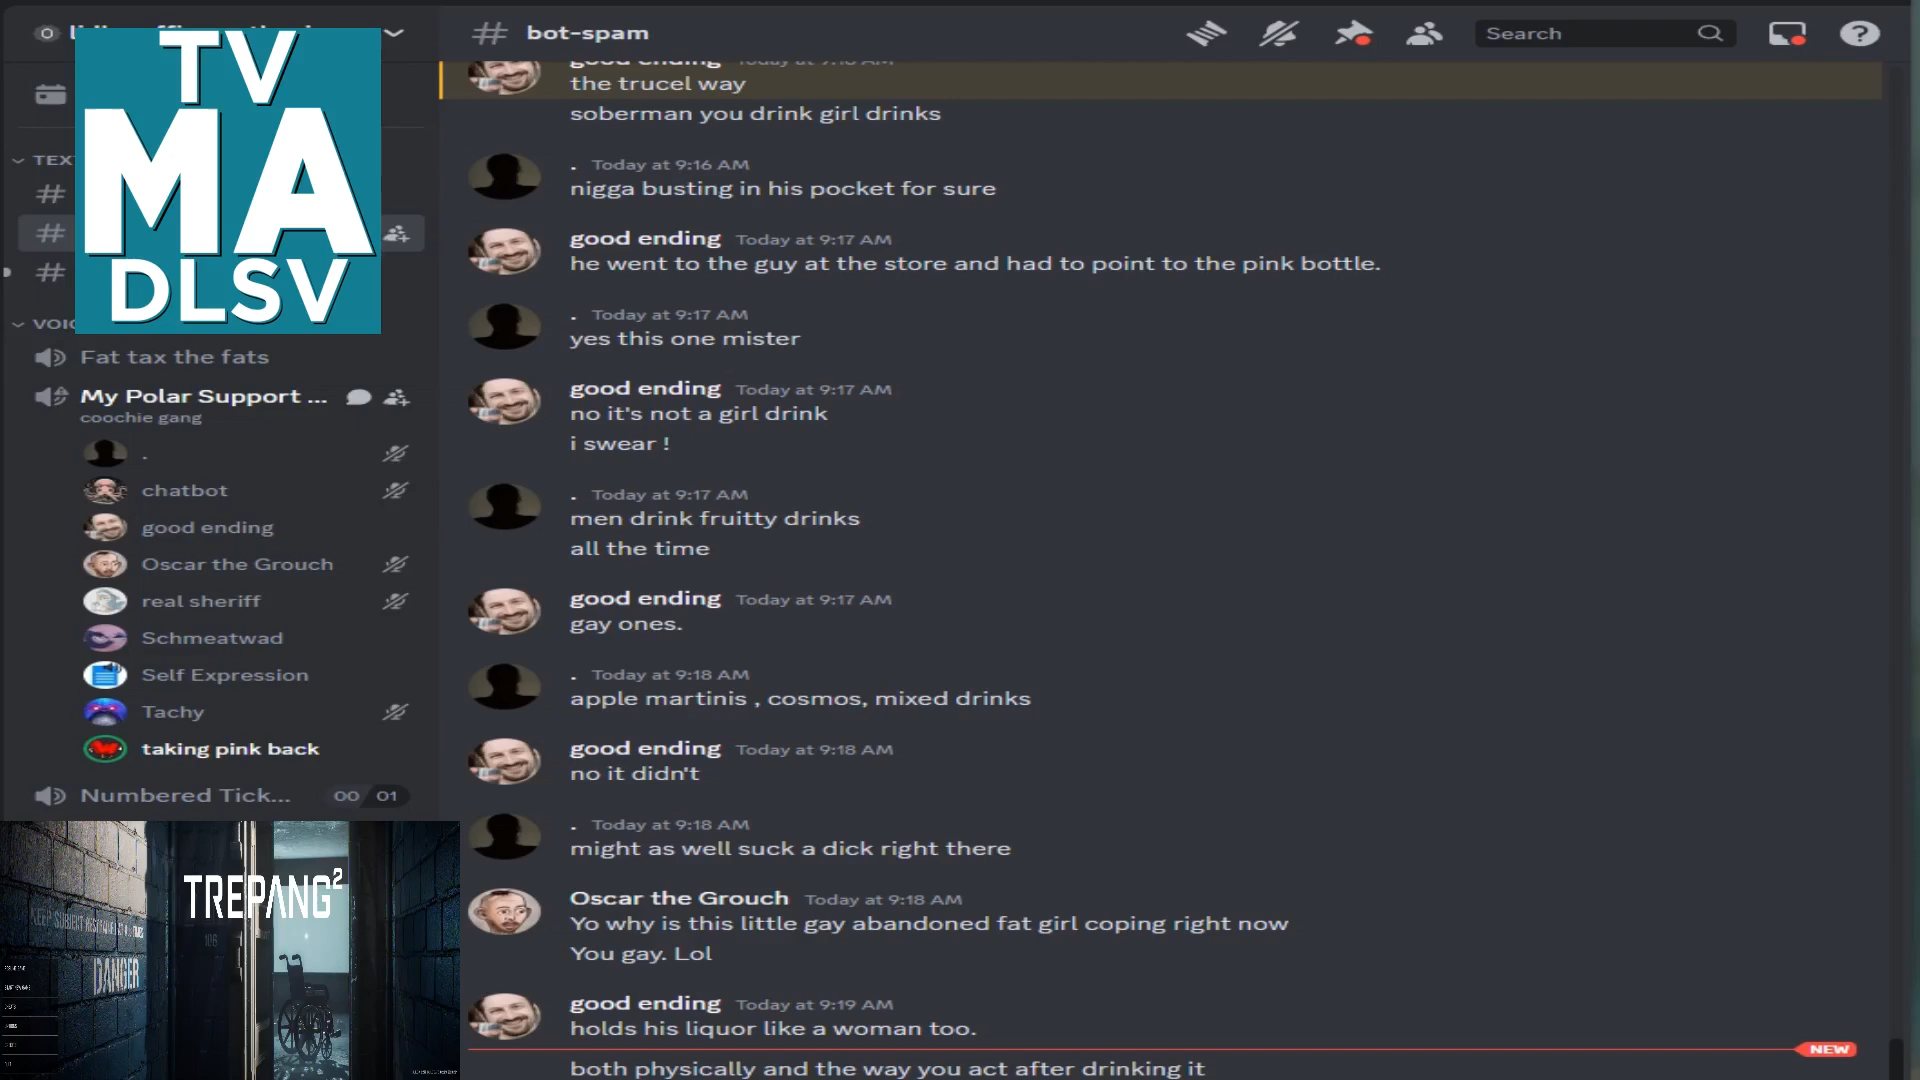 TV
MA
DLSV
bot-spam
Search
the trucel way
soberman you drink girl drinks
. Today at 9:16 AM
nigga busting in his pocket for sure
good ending Today at 9:17 AM
he went to the guy at the store and had to point to the pink bottle.
. Today at 9:17 AM
yes this one mister
good ending Today at 9:17 AM
no it's not a girl drink
i swear !
. Today at 9:17 AM
men drink fruitty drinks
all the time
good ending Today at 9:17 AM
gay ones.
. Today at 9:18 AM
apple martinis , cosmos, mixed drinks
good ending Today at 9:18 AM
no it didn't
. Today at 9:18 AM
might as well suck a dick right there
Oscar the Grouch Today at 9:18 AM
Yo why is this little gay abandoned fat girl coping right now
You gay. Lol
good ending Today at 9:19 AM
holds his liquor like a woman too.
NEW
both physically and the way you act after drinking it
Fat tax the fats
My Polar Support ...
coochie gang
.
chatbot
good ending
Oscar the Grouch
real sheriff
Schmeatwad
Self Expression
Tachy
taking pink back
Numbered Tick... 00 01
TREPANG²
106
DANGER